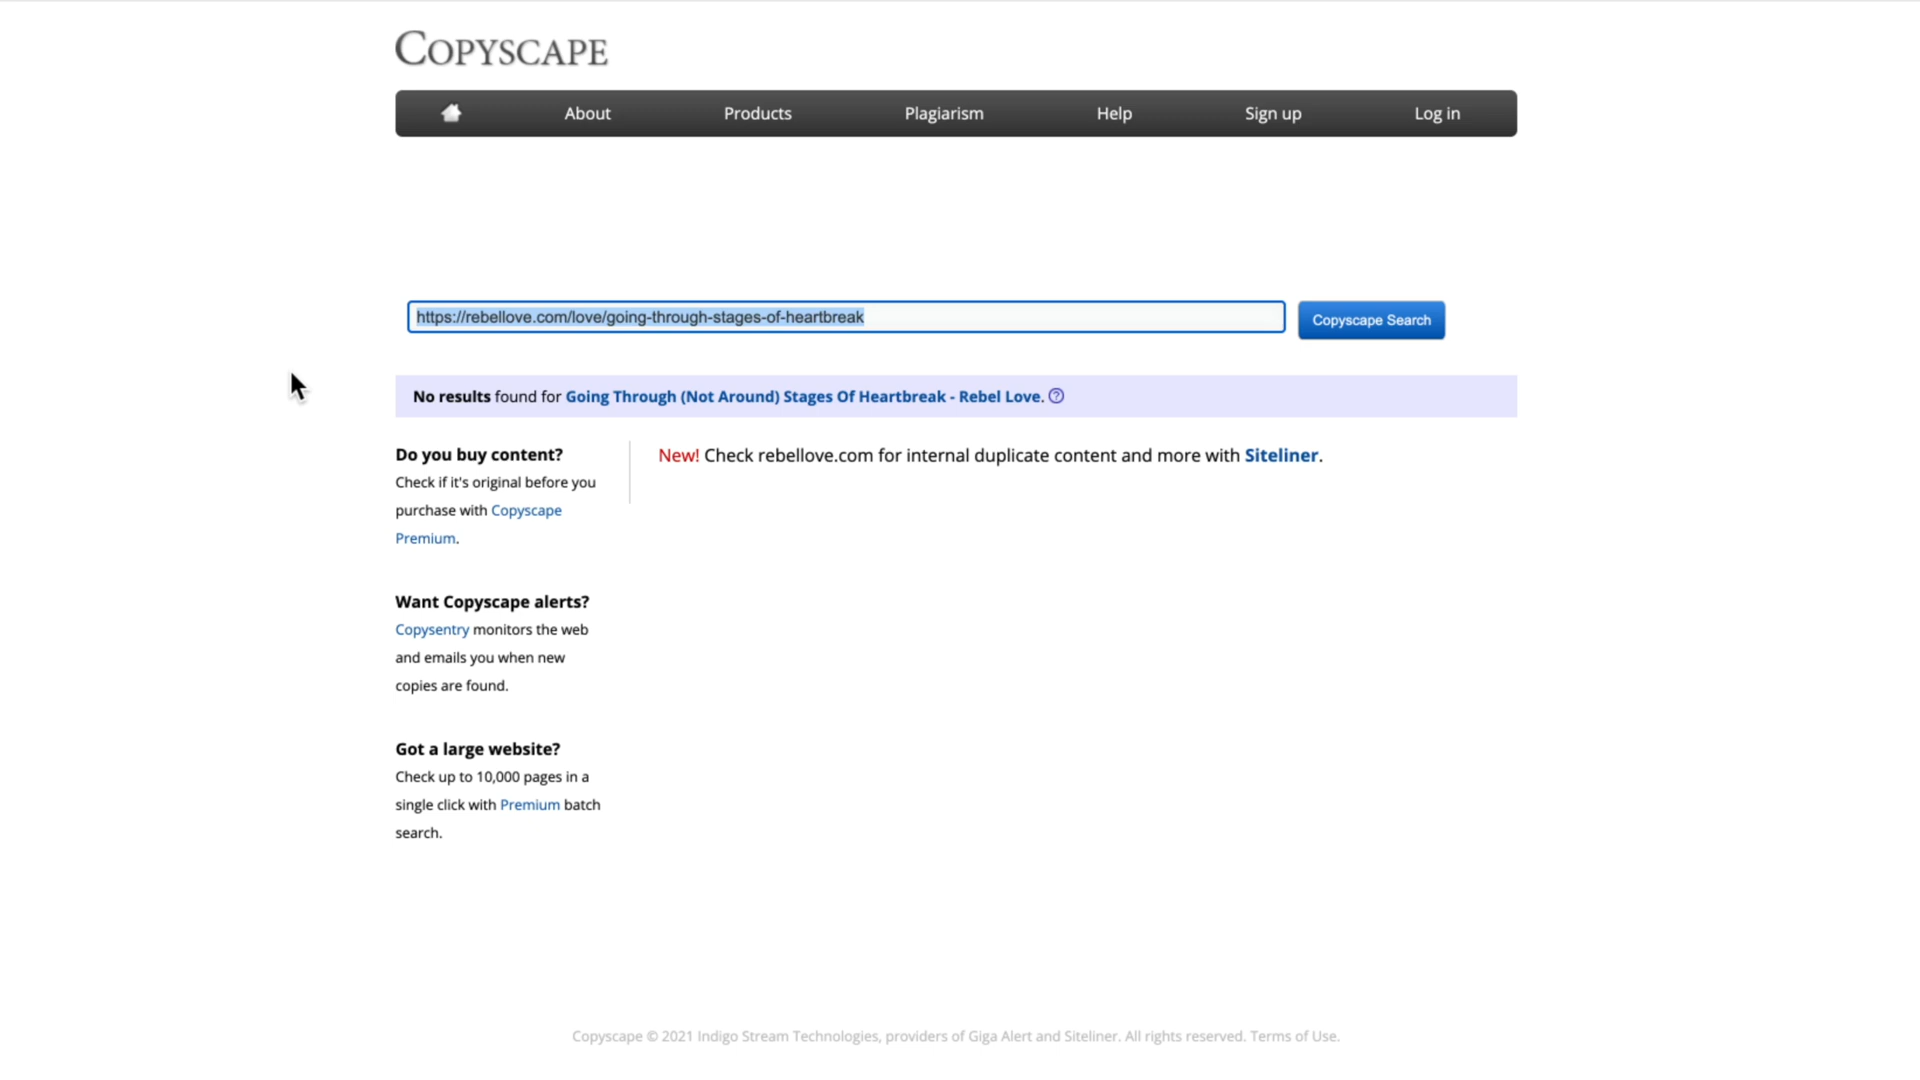 COPYSCAPE
About Products Plagiarism Help Sign up Log in
https://rebellove.com/love/going-through-stages-of-heartbreak
Copyscape Search
No results found for Going Through (Not Around) Stages Of Heartbreak - Rebel Love.
Do you buy content?
Check if it's original before you
purchase with Copyscape
Premium.
New! Check rebellove.com for internal duplicate content and more with Siteliner.
Want Copyscape alerts?
Copysentry monitors the web
and emails you when new
copies are found.
Got a large website?
Check up to 10,000 pages in a
single click with Premium batch
search.
Copyscape © 2021 Indigo Stream Technologies, providers of Giga Alert and Siteliner. All rights reserved. Terms of Use.